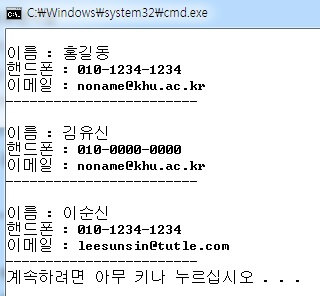 C:\Windows\system32\cmd.exe
이름 : 홍길동
핸드폰 : 010-1234-1234
이메일 : noname@khu.ac.kr
------------------------
이름 : 김유신
핸드폰 : 010-0000-0000
이메일 : noname@khu.ac.kr
------------------------
이름 : 이순신
핸드폰 : 010-1234-1234
이메일 : leesunsin@tutle.com
------------------------
계속하려면 아무 키나 누르십시오 . . .